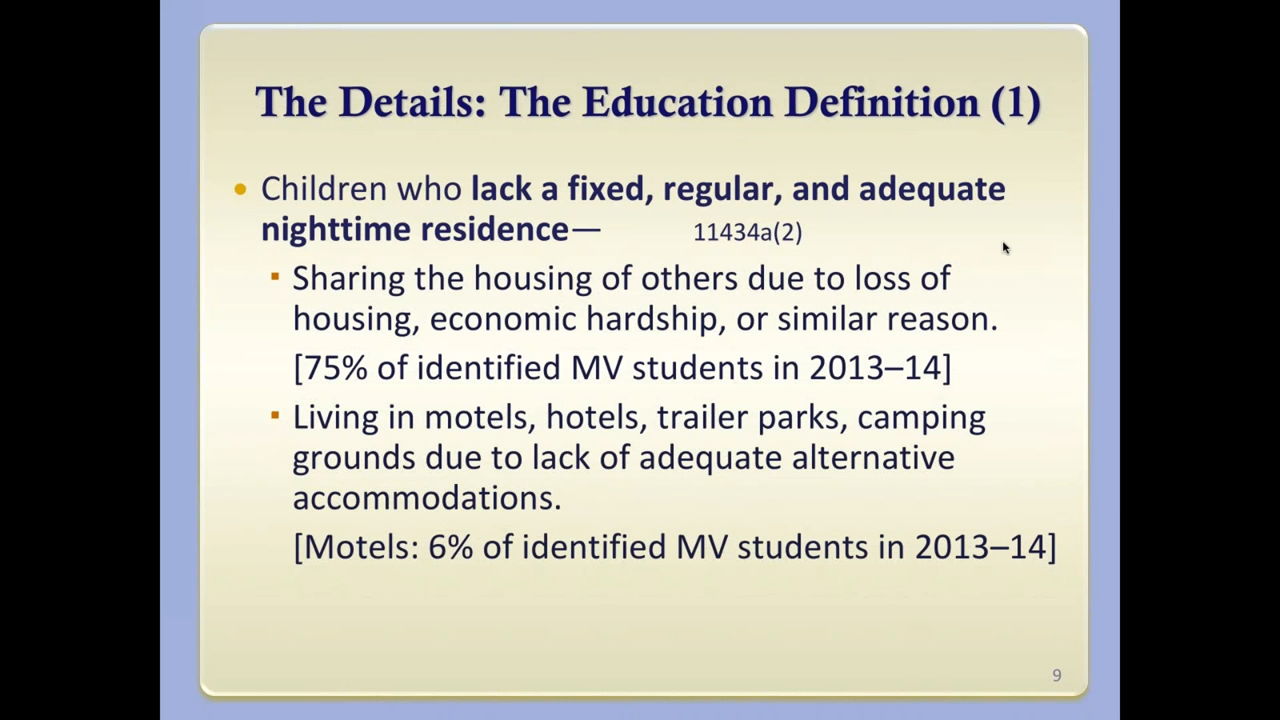 The Details: The Education Definition (1)
Children who lack a fixed, regular, and adequate
nighttime residence— 11434a(2)
Sharing the housing of others due to loss of
housing, economic hardship, or similar reason.
[75% of identified MV students in 2013–14]
Living in motels, hotels, trailer parks, camping
grounds due to lack of adequate alternative
accommodations.
[Motels: 6% of identified MV students in 2013–14]
9